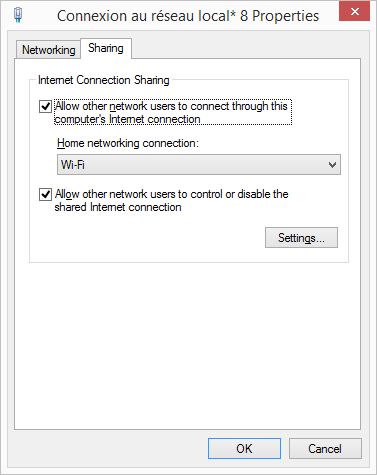 Connexion au réseau local* 8 Properties
Networking
Sharing
Internet Connection Sharing
Allow other network users to connect through this
computer's Internet connection
Home networking connection:
Wi-Fi
Allow other network users to control or disable the
shared Internet connection
Settings...
OK
Cancel